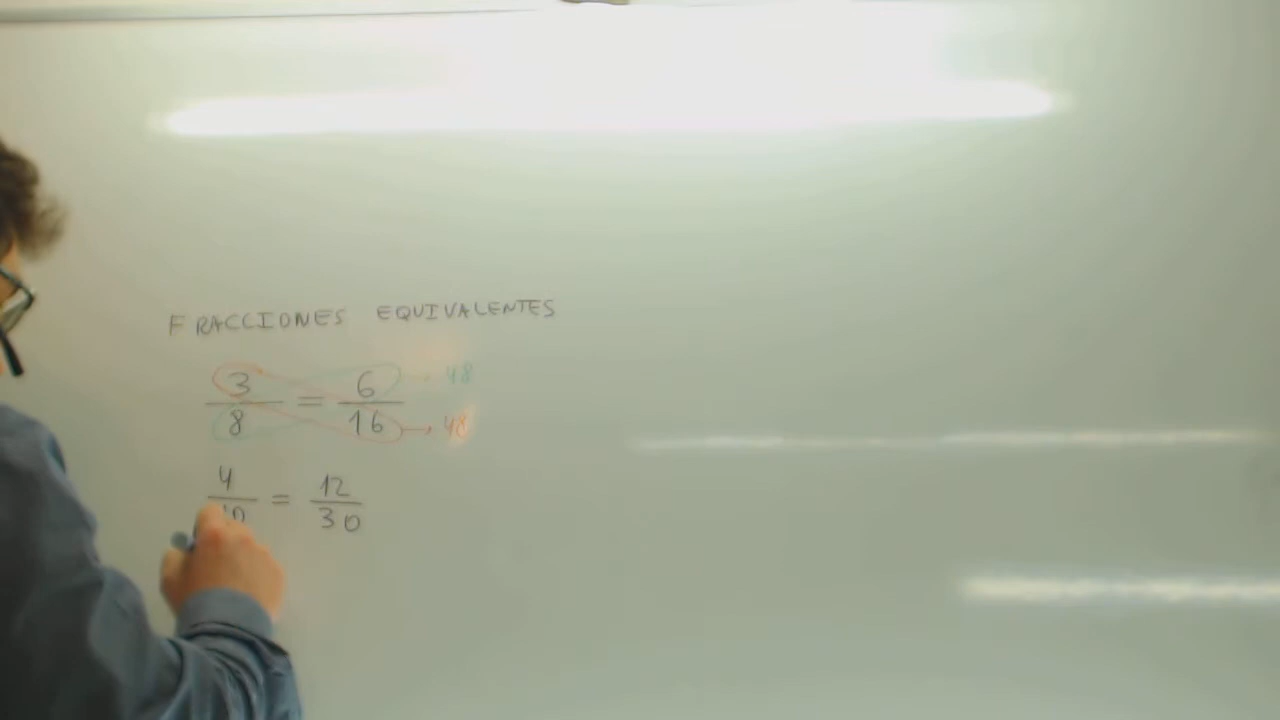 FRACCIONES EQUIVALENTES
3/8 = 6/16 48
→ 48
4/10 = 12/30